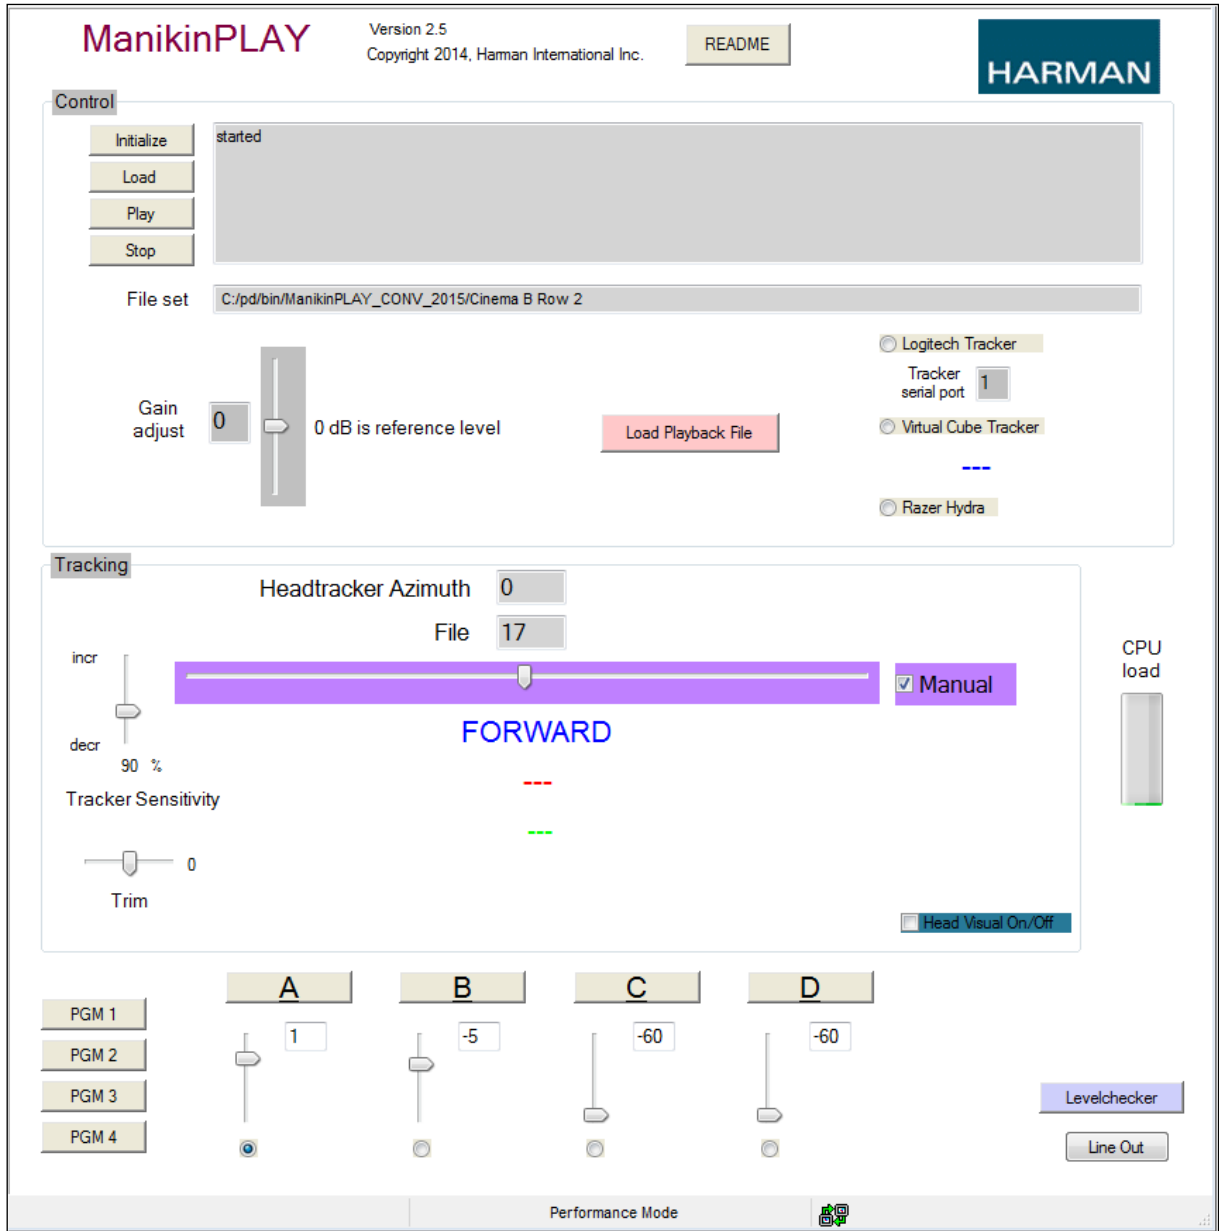 ManikinPLAY
Version 2.5
Copyright 2014, Harman International Inc.
README
HARMAN
Control
Initialize
started
Load
Play
Stop
File set
C:/pd/bin/ManikinPLAY_CONV_2015/Cinema B Row 2
Logitech Tracker
Tracker
serial port
1
Gain
adjust
0
0 dB is reference level
Load Playback File
Virtual Cube Tracker
---
Razer Hydra
Tracking
Headtracker Azimuth
0
File
17
incr
Manual
CPU
load
FORWARD
decr
90 %
---
Tracker Sensitivity
---
0
Trim
Head Visual On/Off
A
B
C
D
PGM 1
1
-5
-60
-60
PGM 2
PGM 3
Levelchecker
PGM 4
Line Out
Performance Mode